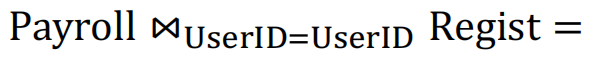 Payroll ⋈UserID=UserID Regist =